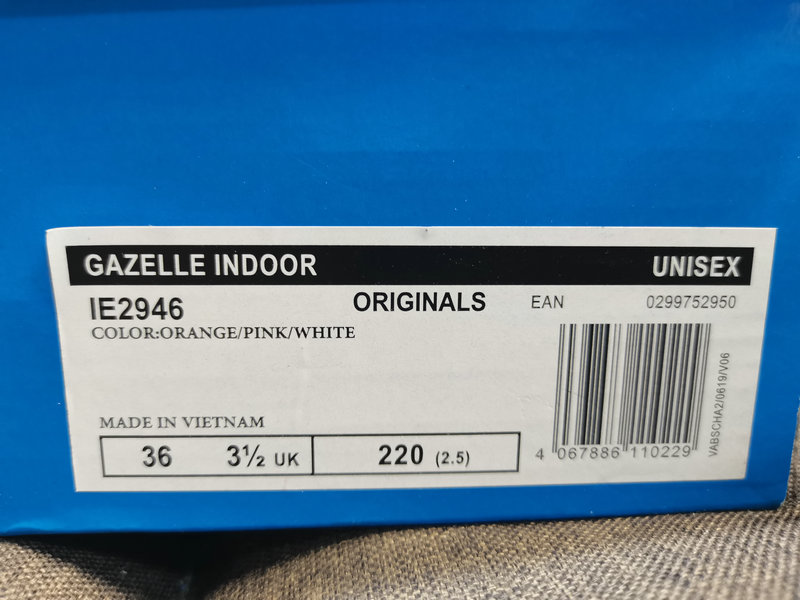 GAZELLE INDOOR UNISEX
IE2946 ORIGINALS EAN 0299752950
COLOR:ORANGE/PINK/WHITE
VABSCHA2/0619/V06
MADE IN VIETNAM
36 3½ UK 220 (2.5)
4 067886 110229